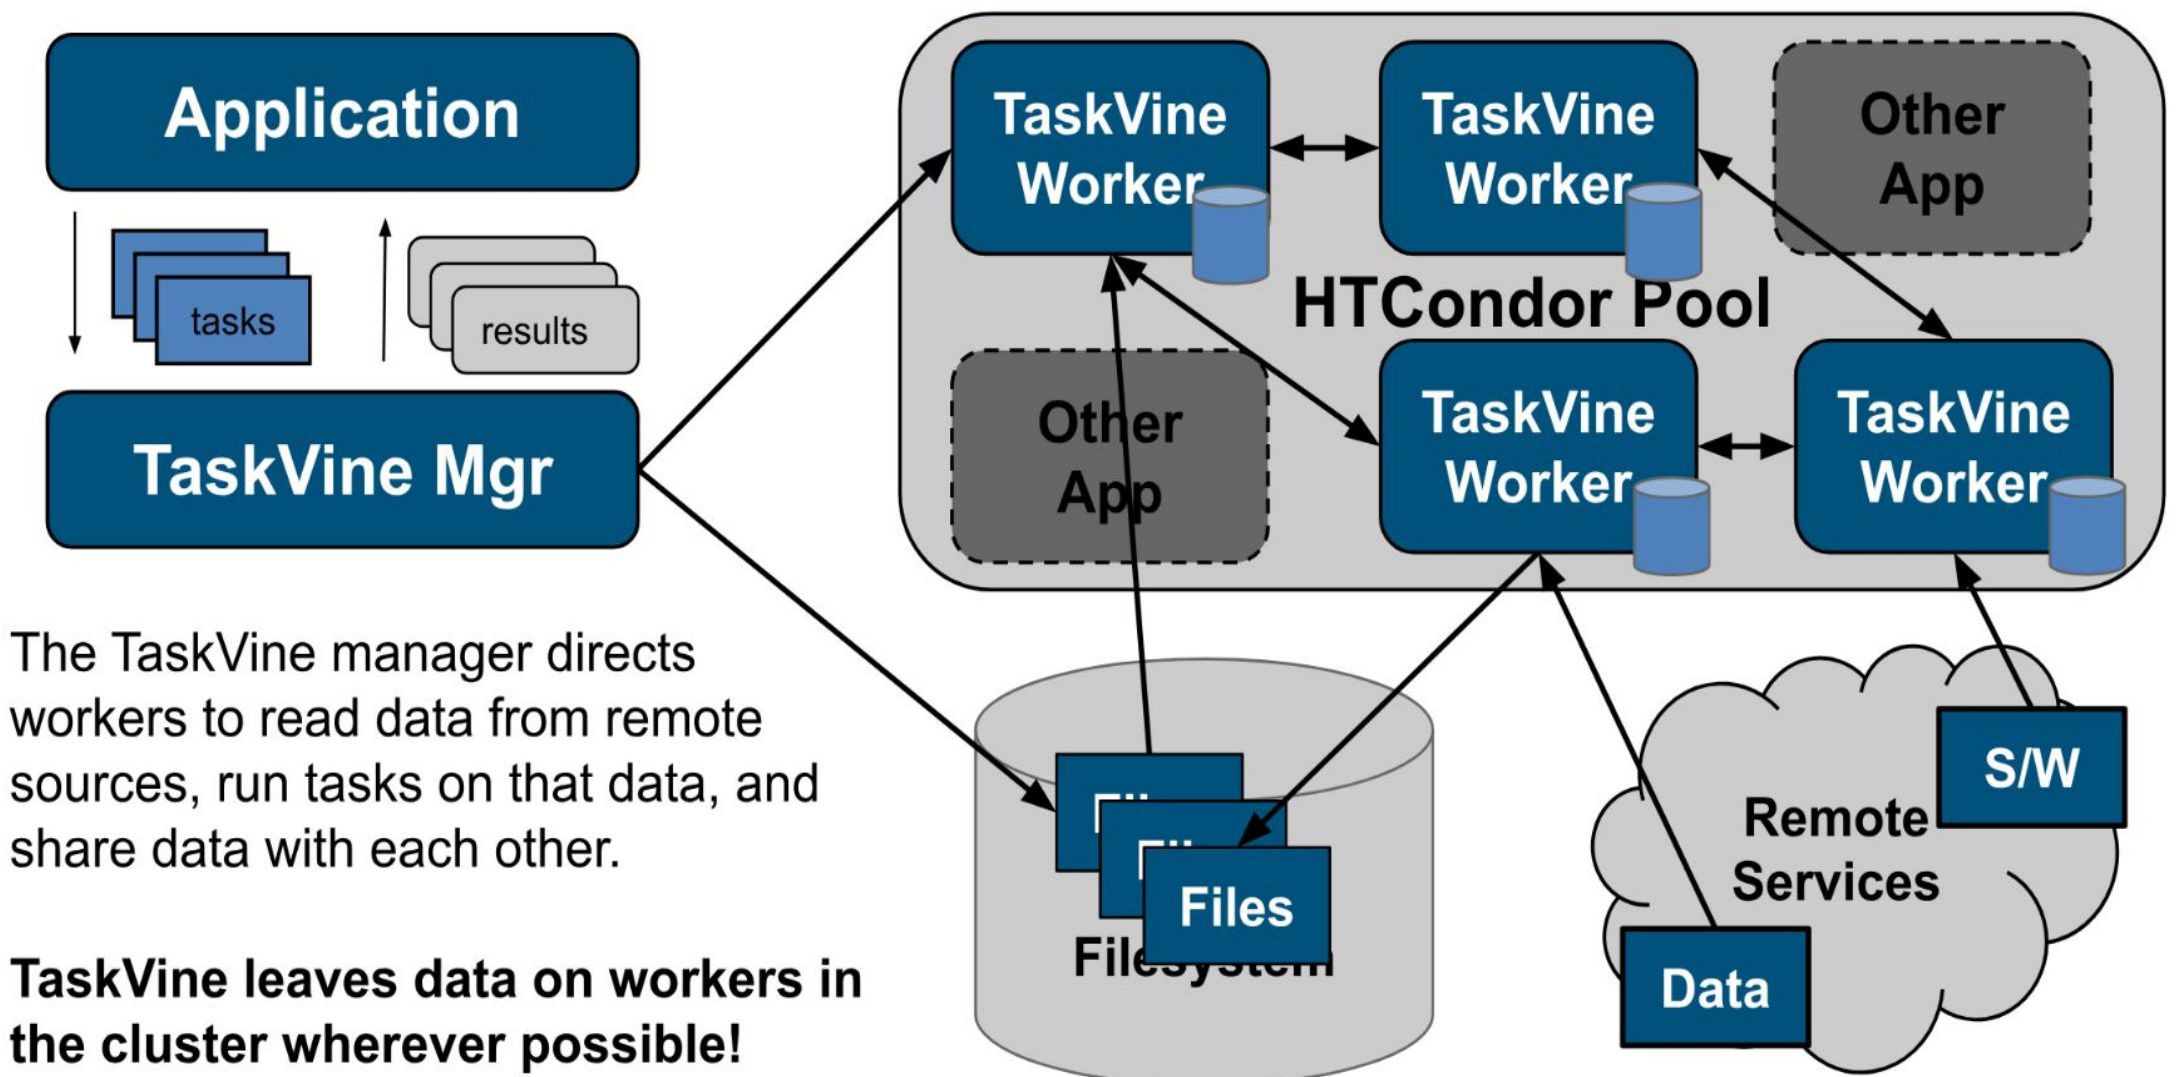 Application
tasks
results
TaskVine Mgr
The TaskVine manager directs
workers to read data from remote
sources, run tasks on that data, and
share data with each other.
TaskVine leaves data on workers in
the cluster wherever possible!
TaskVine
Worker
TaskVine
Worker
Other
App
HTCondor Pool
Other
App
TaskVine
Worker
TaskVine
Worker
Files
Filesystem
Remote
Services
S/W
Data